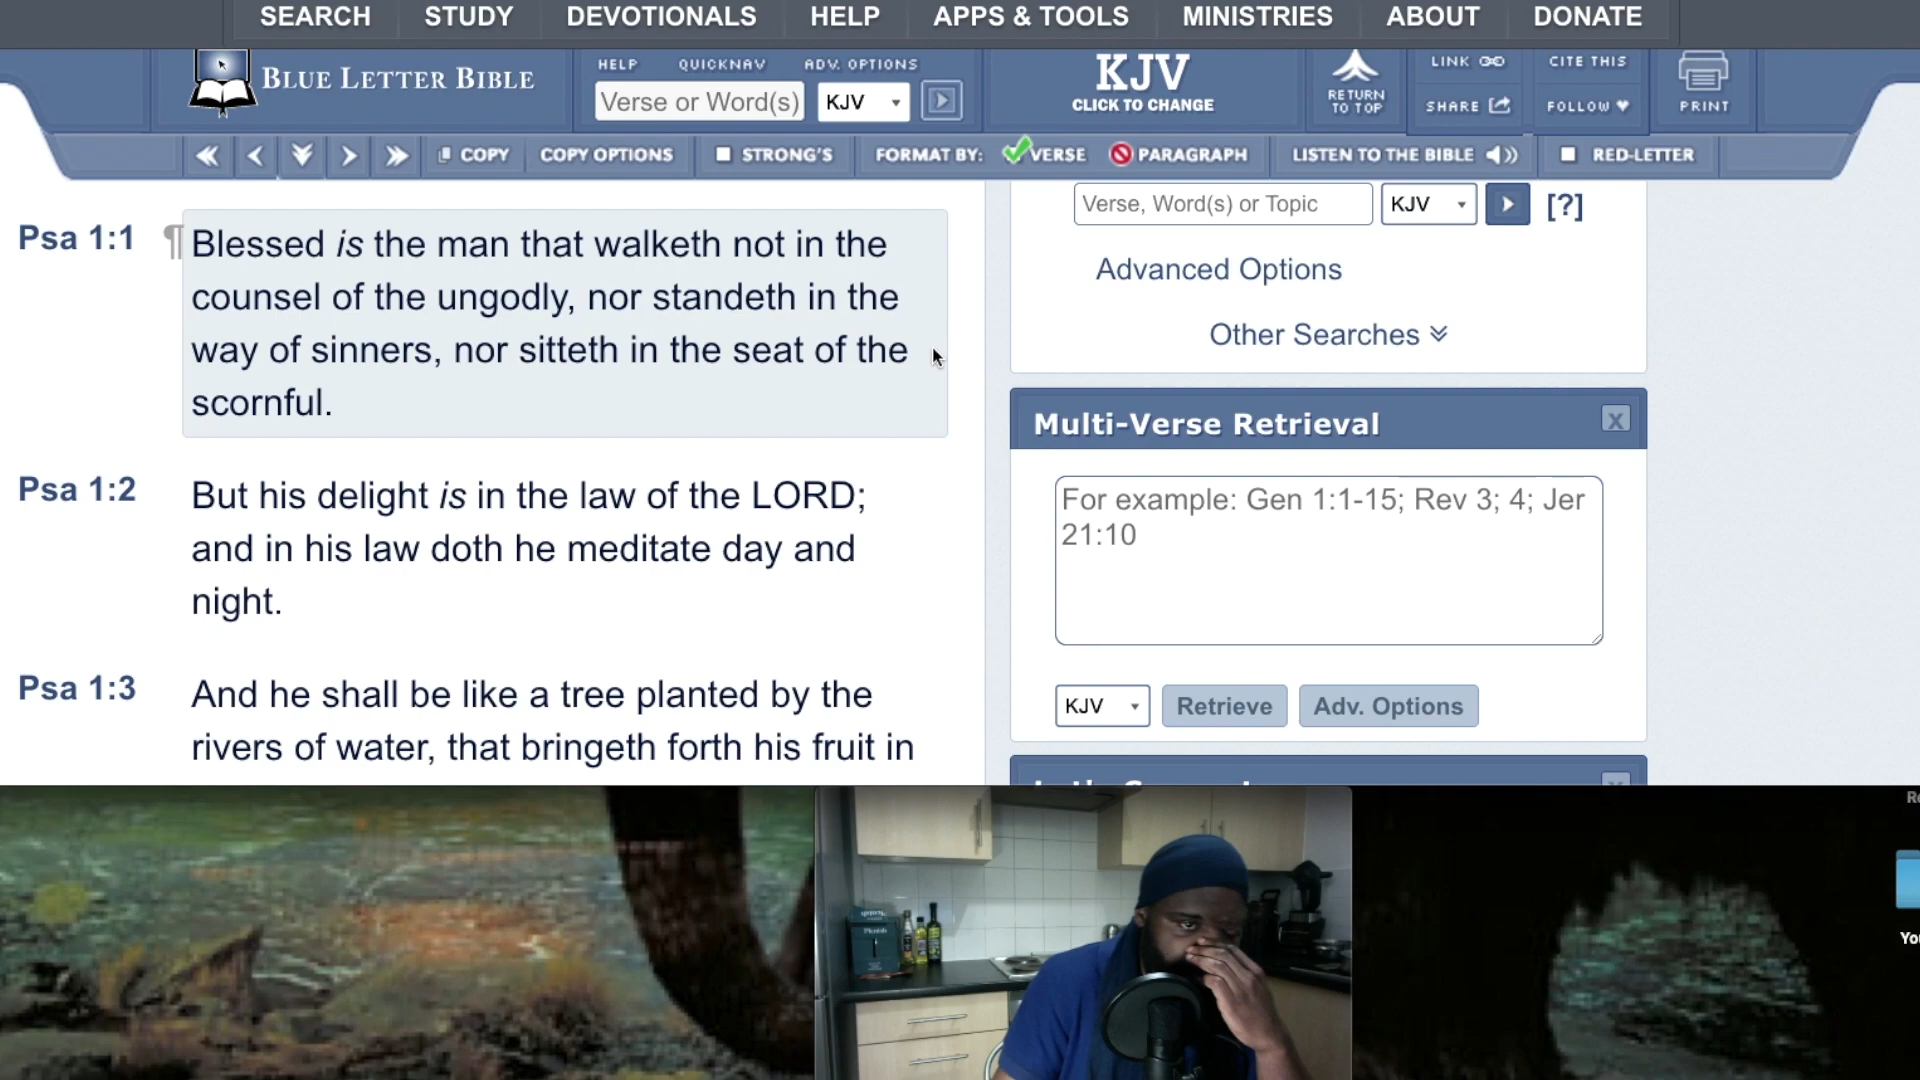 SEARCH STUDY DEVOTIONALS HELP APPS & TOOLS MINISTRIES ABOUT DONATE
BLUE LETTER BIBLE
HELP QUICKNAV ADV. OPTIONS
Verse or Word(s) KJV
KJV
CLICK TO CHANGE
RETURN
TO TOP
LINK
SHARE
CITE THIS
FOLLOW
PRINT
COPY COPY OPTIONS STRONG'S FORMAT BY: VERSE PARAGRAPH LISTEN TO THE BIBLE RED-LETTER
Psa 1:1 ¶ Blessed is the man that walketh not in the
counsel of the ungodly, nor standeth in the
way of sinners, nor sitteth in the seat of the
scornful.
Psa 1:2 But his delight is in the law of the LORD;
and in his law doth he meditate day and
night.
Psa 1:3 And he shall be like a tree planted by the
rivers of water, that bringeth forth his fruit in
Verse, Word(s) or Topic KJV [?]
Advanced Options
Other Searches
Multi-Verse Retrieval X
For example: Gen 1:1-15; Rev 3; 4; Jer
21:10
KJV Retrieve Adv. Options